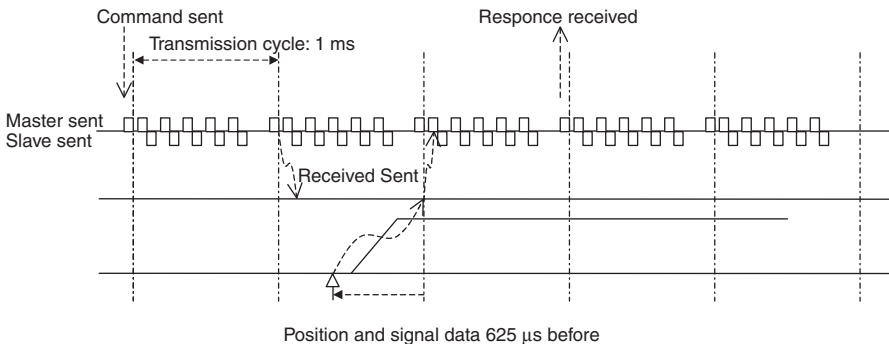 Command sent
Responce received
Transmission cycle: 1 ms
Master sent
Slave sent
Received Sent
Position and signal data 625 μs before